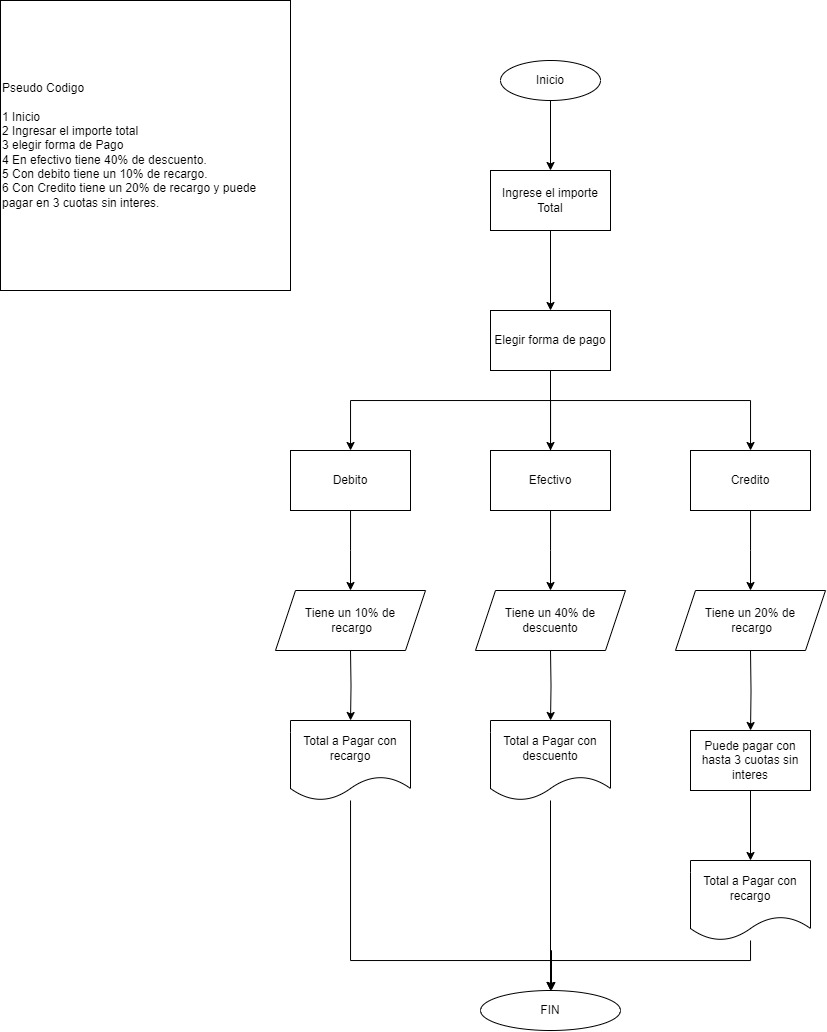 Pseudo Codigo
1 Inicio
2 Ingresar el importe total
3 elegir forma de Pago
4 En efectivo tiene 40% de descuento.
5 Con debito tiene un 10% de recargo.
6 Con Credito tiene un 20% de recargo y puede
pagar en 3 cuotas sin interes.
Inicio
Ingrese el importe
Total
Elegir forma de pago
Debito
Efectivo
Credito
Tiene un 10% de
recargo
Tiene un 40% de
descuento
Tiene un 20% de
recargo
Total a Pagar con
recargo
Total a Pagar con
descuento
Puede pagar con
hasta 3 cuotas sin
interes
Total a Pagar con
recargo
FIN